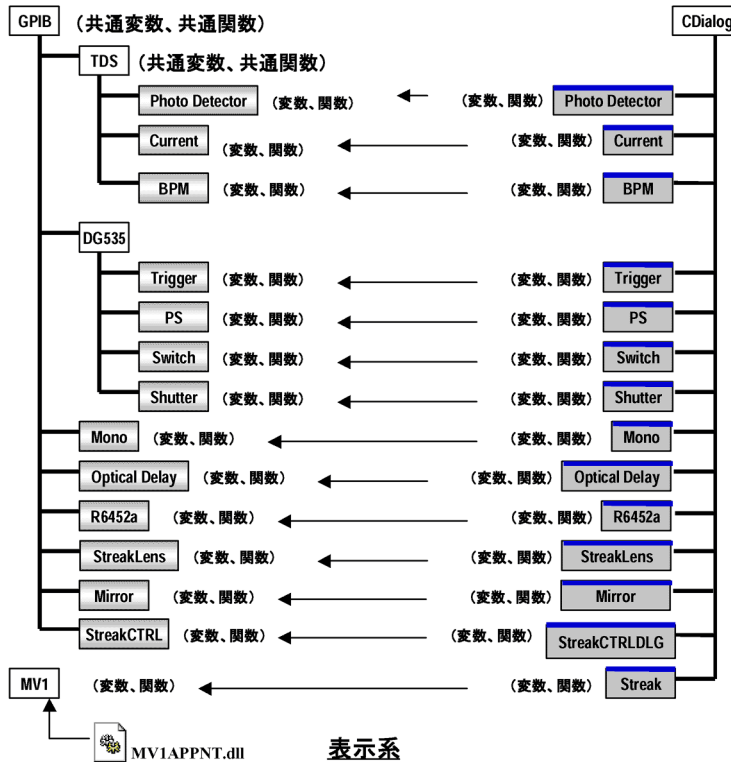 GPIB (共通変数、共通関数) CDialog
TDS (共通変数、共通関数)
Photo Detector (変数、関数) (変数、関数) Photo Detector
Current (変数、関数) (変数、関数) Current
BPM (変数、関数) (変数、関数) BPM
DG535
Trigger (変数、関数) (変数、関数) Trigger
PS (変数、関数) (変数、関数) PS
Switch (変数、関数) (変数、関数) Switch
Shutter (変数、関数) (変数、関数) Shutter
Mono (変数、関数) (変数、関数) Mono
Optical Delay (変数、関数) (変数、関数) Optical Delay
R6452a (変数、関数) (変数、関数) R6452a
StreakLens (変数、関数) (変数、関数) StreakLens
Mirror (変数、関数) (変数、関数) Mirror
StreakCTRL (変数、関数) (変数、関数) StreakCTRLDLG
MV1 (変数、関数) (変数、関数) Streak
MV1APPNT.dll 表示系